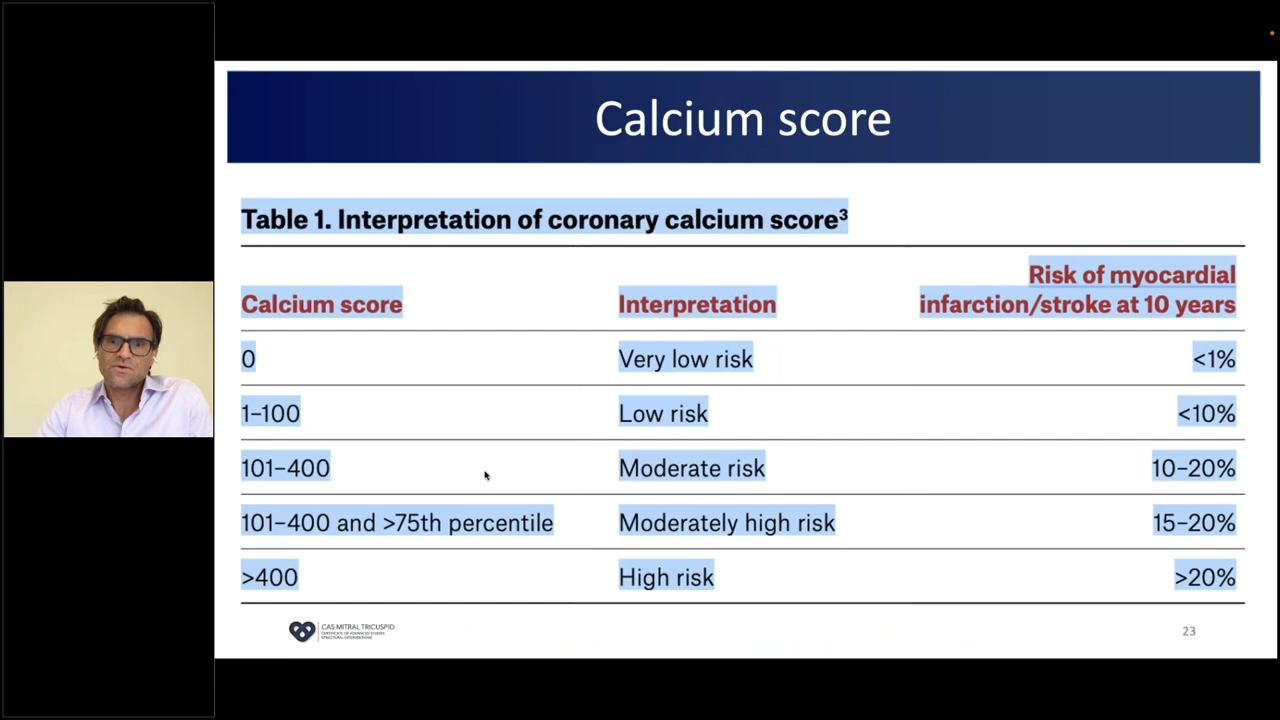 Calcium score
Table 1. Interpretation of coronary calcium score³
Calcium score Interpretation Risk of myocardial infarction/stroke at 10 years
0 Very low risk <1%
1–100 Low risk <10%
101–400 Moderate risk 10–20%
101–400 and >75th percentile Moderately high risk 15–20%
>400 High risk >20%
CAS MITRAL TRICUSPID
CERTIFICATE OF ADVANCED STUDIES
STRUCTURAL INTERVENTIONS
23